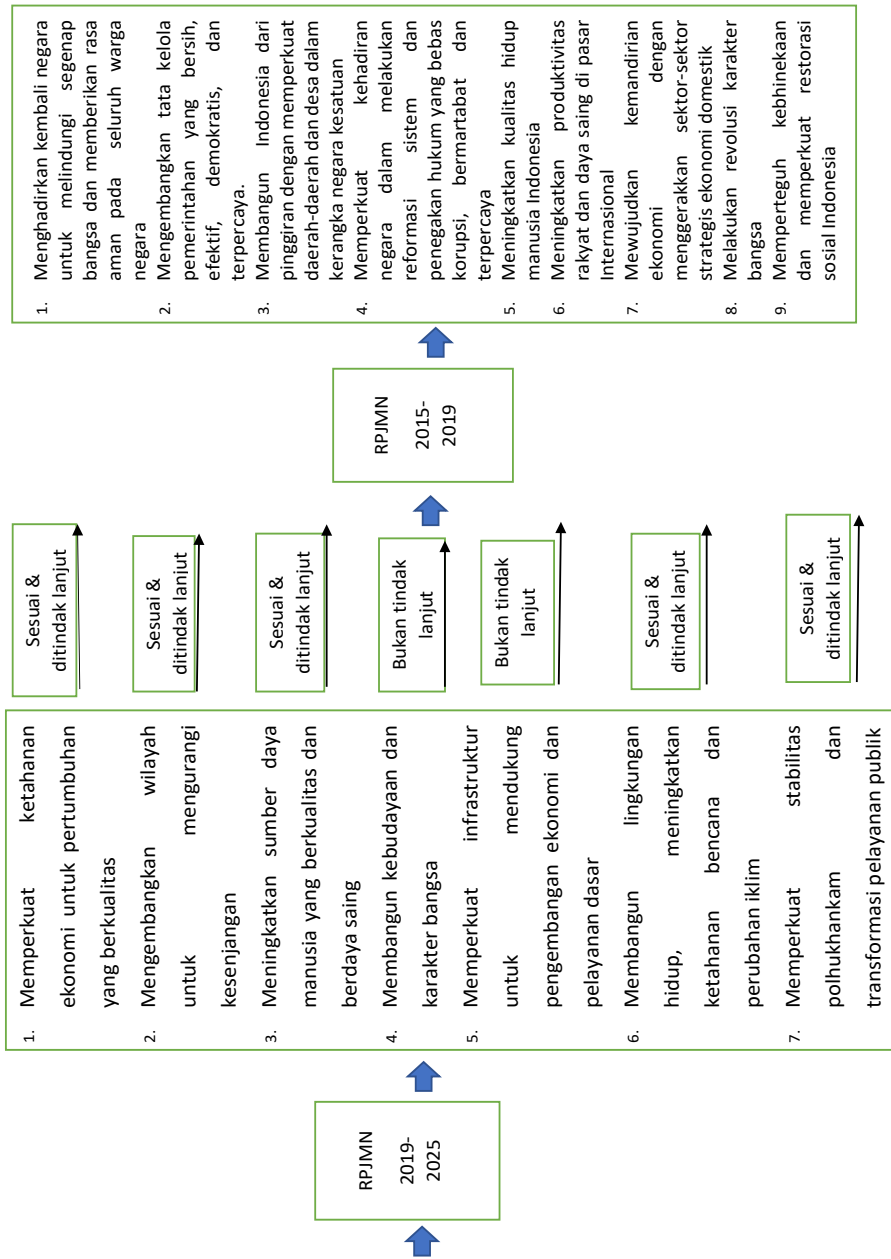 RPJMN
2019-
2025
1. Memperkuat ketahanan
ekonomi untuk pertumbuhan
yang berkualitas
2. Mengembangkan wilayah
untuk mengurangi
kesenjangan
3. Meningkatkan sumber daya
manusia yang berkualitas dan
berdaya saing
4. Membangun kebudayaan dan
karakter bangsa
5. Memperkuat infrastruktur
untuk mendukung
pengembangan ekonomi dan
pelayanan dasar
6. Membangun lingkungan
hidup, meningkatkan
ketahanan bencana dan
perubahan iklim
7. Memperkuat stabilitas
polhukhankam dan
transformasi pelayanan publik
Sesuai &
ditindak lanjut
Sesuai &
ditindak lanjut
Sesuai &
ditindak lanjut
Bukan tindak
lanjut
Bukan tindak
lanjut
Sesuai &
ditindak lanjut
Sesuai &
ditindak lanjut
RPJMN
2015-
2019
1. Menghadirkan kembali negara
untuk melindungi segenap
bangsa dan memberikan rasa
aman pada seluruh warga
negara
2. Mengembangkan tata kelola
pemerintahan yang bersih,
efektif, demokratis, dan
terpercaya.
3. Membangun Indonesia dari
pinggiran dengan memperkuat
daerah-daerah dan desa dalam
kerangka negara kesatuan
4. Memperkuat kehadiran
negara dalam melakukan
reformasi sistem dan
penegakan hukum yang bebas
korupsi, bermartabat dan
terpercaya
5. Meningkatkan kualitas hidup
manusia Indonesia
6. Meningkatkan produktivitas
rakyat dan daya saing di pasar
Internasional
7. Mewujudkan kemandirian
ekonomi dengan
menggerakkan sektor-sektor
strategis ekonomi domestik
8. Melakukan revolusi karakter
bangsa
9. Memperteguh kebhinekaan
dan memperkuat restorasi
sosial Indonesia